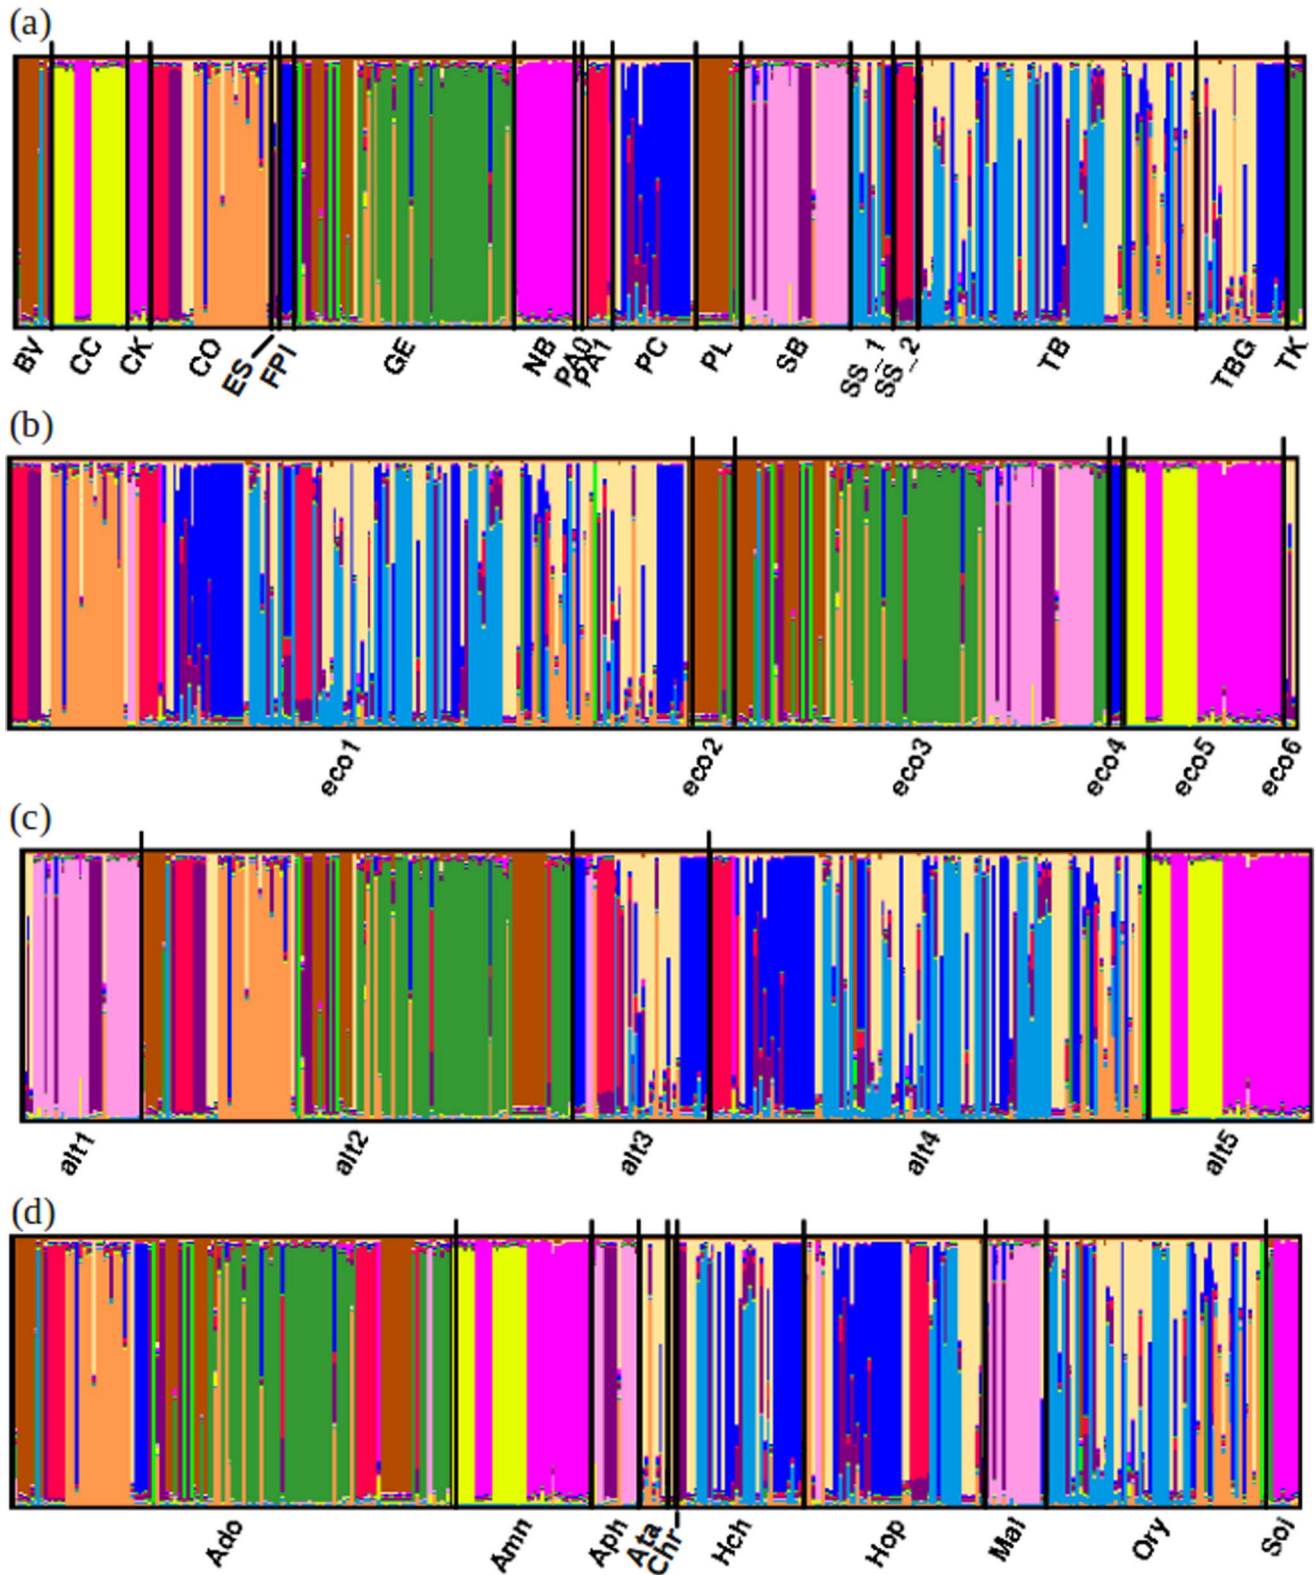 (a)
BV CC CK CO ES FPI GE NB PA0 PA1 PC PL SB SS_1 SS_2 TB TBG TK
(b)
eco1 eco2 eco3 eco4 eco5 eco6
(c)
alt1 alt2 alt3 alt4 alt5
(d)
Ado Amn Aph Ata Chr Hch Hop Mal Ory Soi